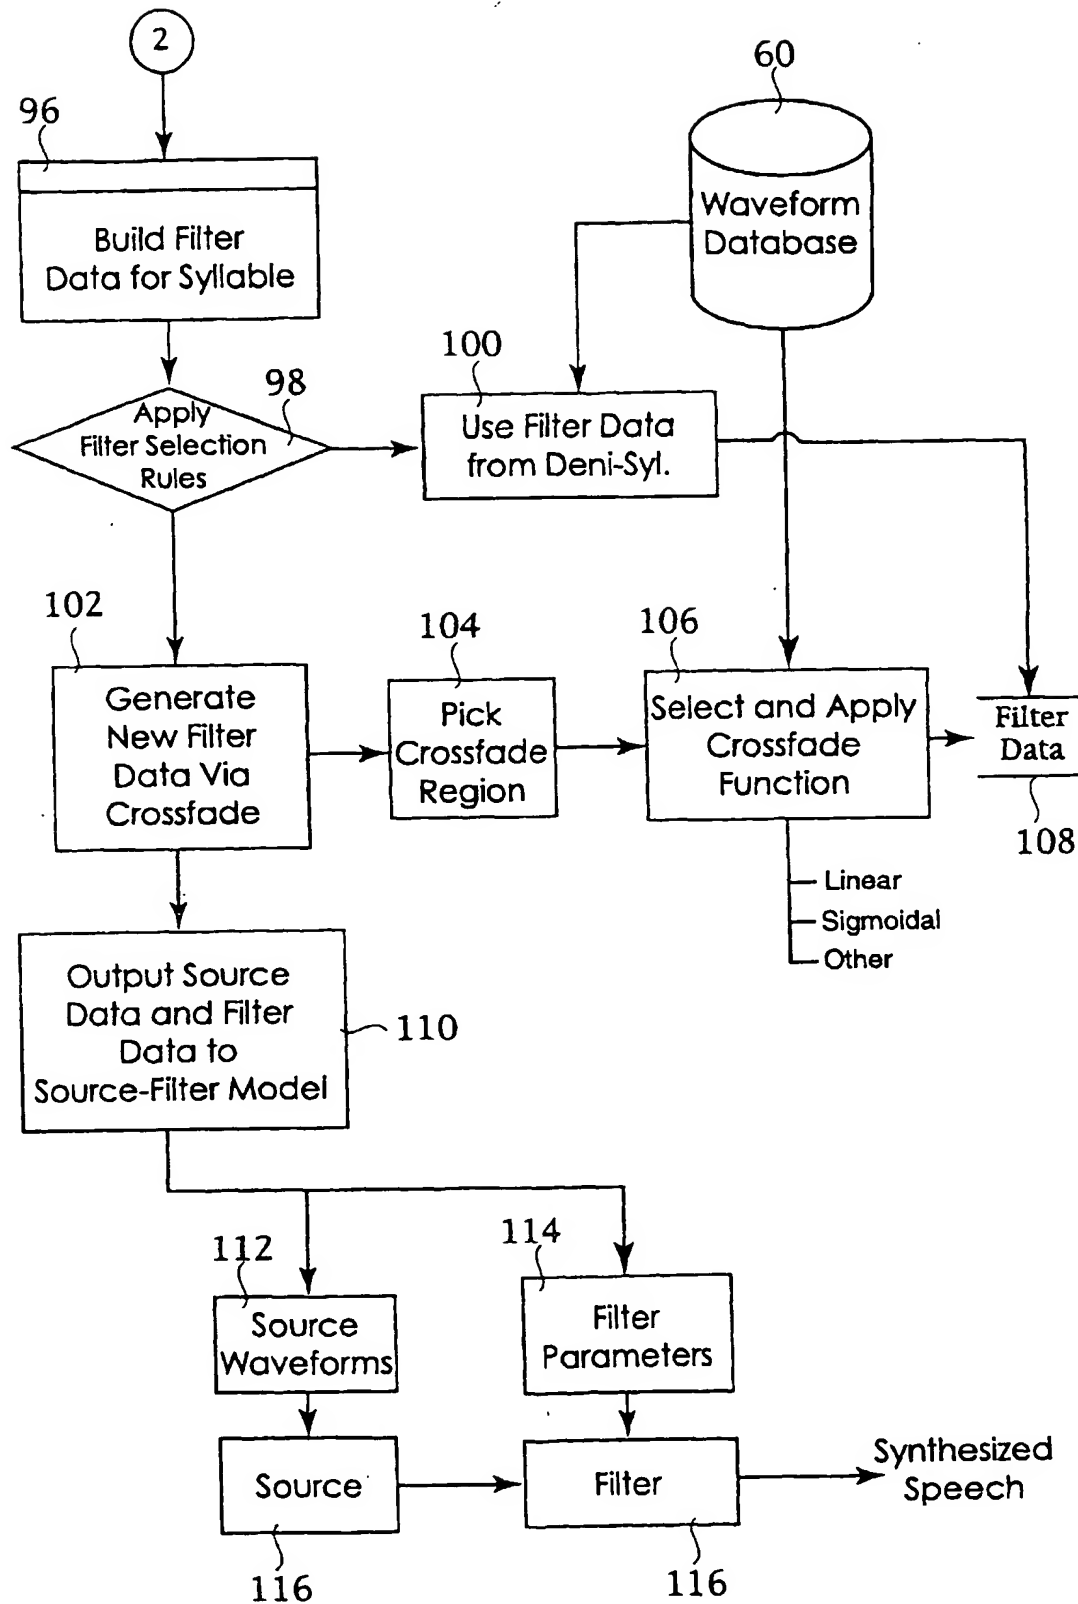 2
96
60
Waveform
Database
Build Filter
Data for Syllable
100
98
Apply
Filter Selection
Rules
Use Filter Data
from Deni-Syl.
102
104
106
Generate
New Filter
Data Via
Crossfade
Pick
Crossfade
Region
Select and Apply
Crossfade
Function
Filter
Data
108
Linear
Sigmoidal
Other
Output Source
Data and Filter
Data to
Source-Filter Model
110
112
114
Source
Waveforms
Filter
Parameters
Source
Filter
Synthesized
Speech
116
116